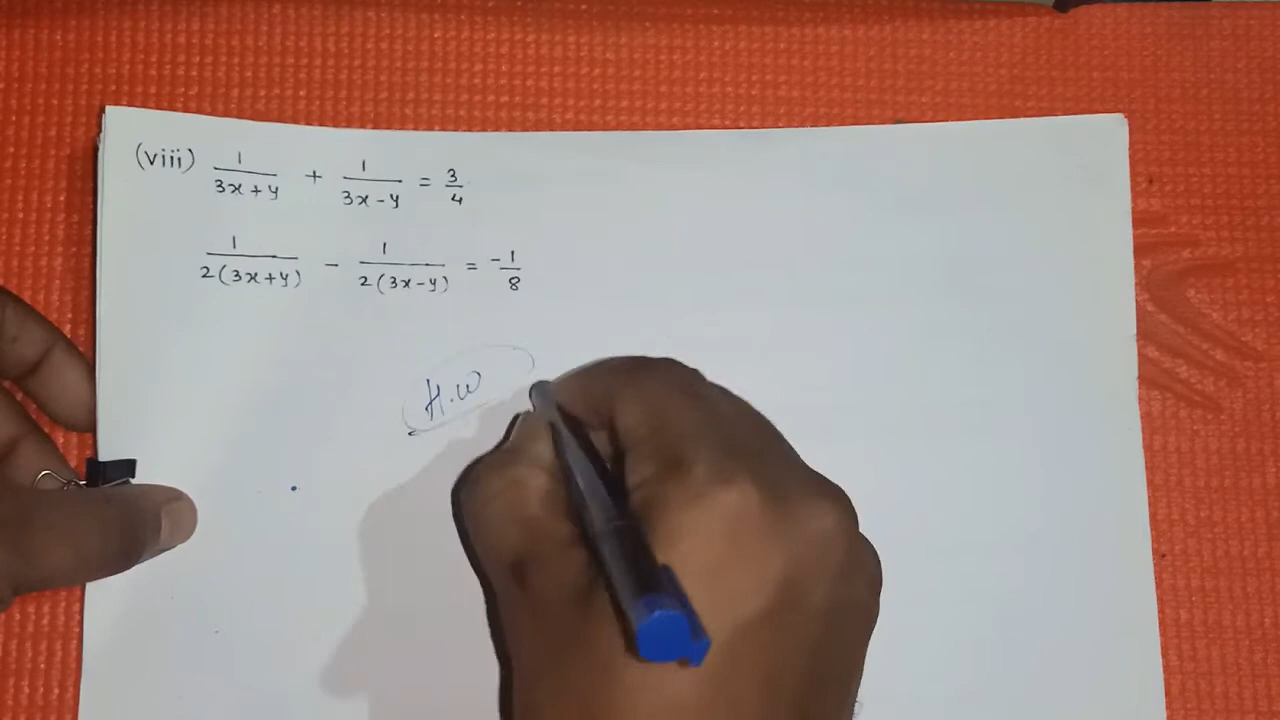 (viii) 1/(3x+y) + 1/(3x-y) = 3/4
1/2(3x+y) - 1/2(3x-y) = -1/8
H.W